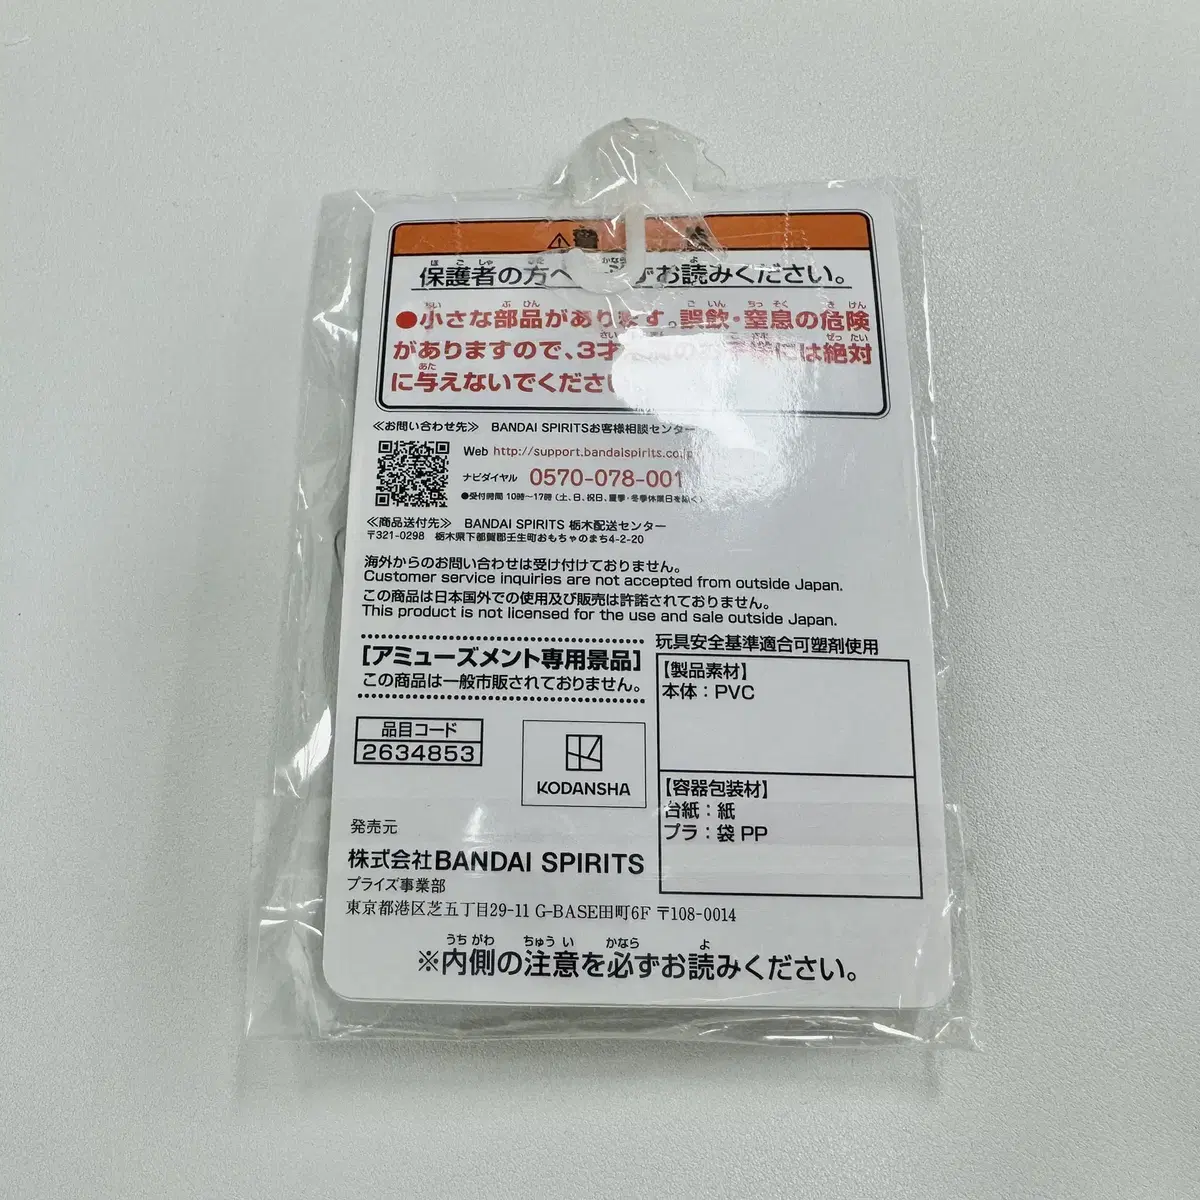 保護者の方へ お読みください。
●小さな部品があります。誤飲・窒息の危険
がありますので、3才 には絶対
に与えないでください
≪お問い合わせ先≫ BANDAI SPIRITSお客様相談センター
Web http://support.bandaispirits.co.jp
ナビダイヤル 0570-078-001
●受付時間 10時〜17時 (土、日、祝日、夏季・冬季休業日を除く)
≪商品送付先≫ BANDAI SPIRITS 栃木配送センター
〒321-0298 栃木県下都賀郡壬生町おもちゃのまち4-2-20
海外からのお問い合わせは受け付けておりません。
Customer service inquiries are not accepted from outside Japan.
この商品は日本国外での使用及び販売は許諾されておりません。
This product is not licensed for the use and sale outside Japan.
[アミューズメント専用景品]
この商品は一般市販されておりません。
玩具安全基準適合可塑剤使用
【製品素材】
本体：PVC
【容器包装材】
台紙：紙
プラ：袋 PP
品目コード
2634853
KODANSHA
発売元
株式会社BANDAI SPIRITS
プライズ事業部
東京都港区芝五丁目29-11 G-BASE田町6F 〒108-0014
※内側の注意を必ずお読みください。